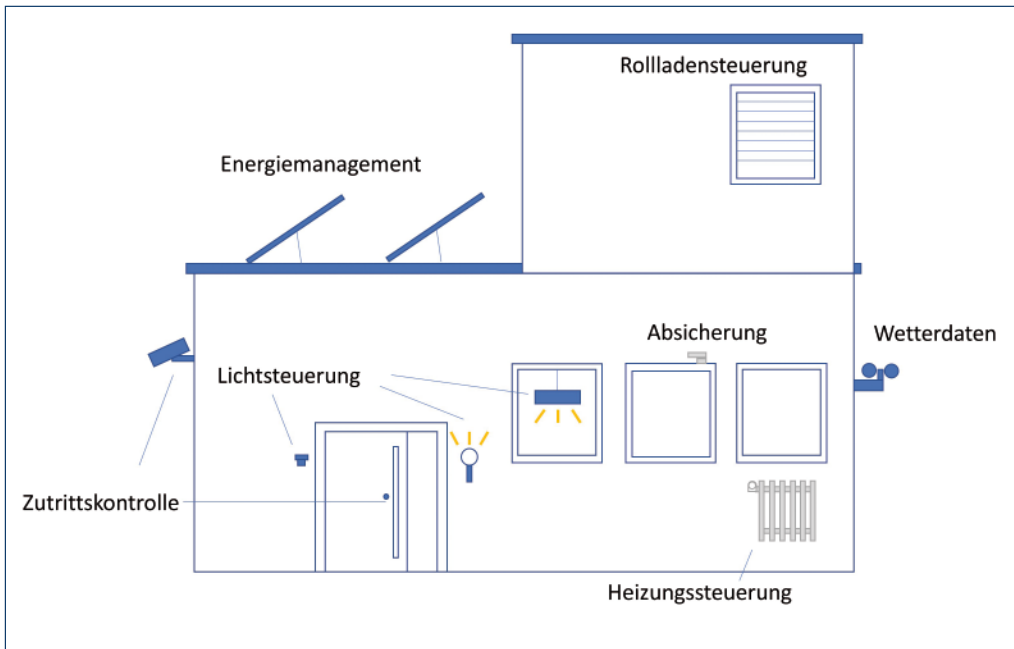 Rollladensteuerung
Energiemanagement
Absicherung
Wetterdaten
Lichtsteuerung
Zutrittskontrolle
Heizungssteuerung